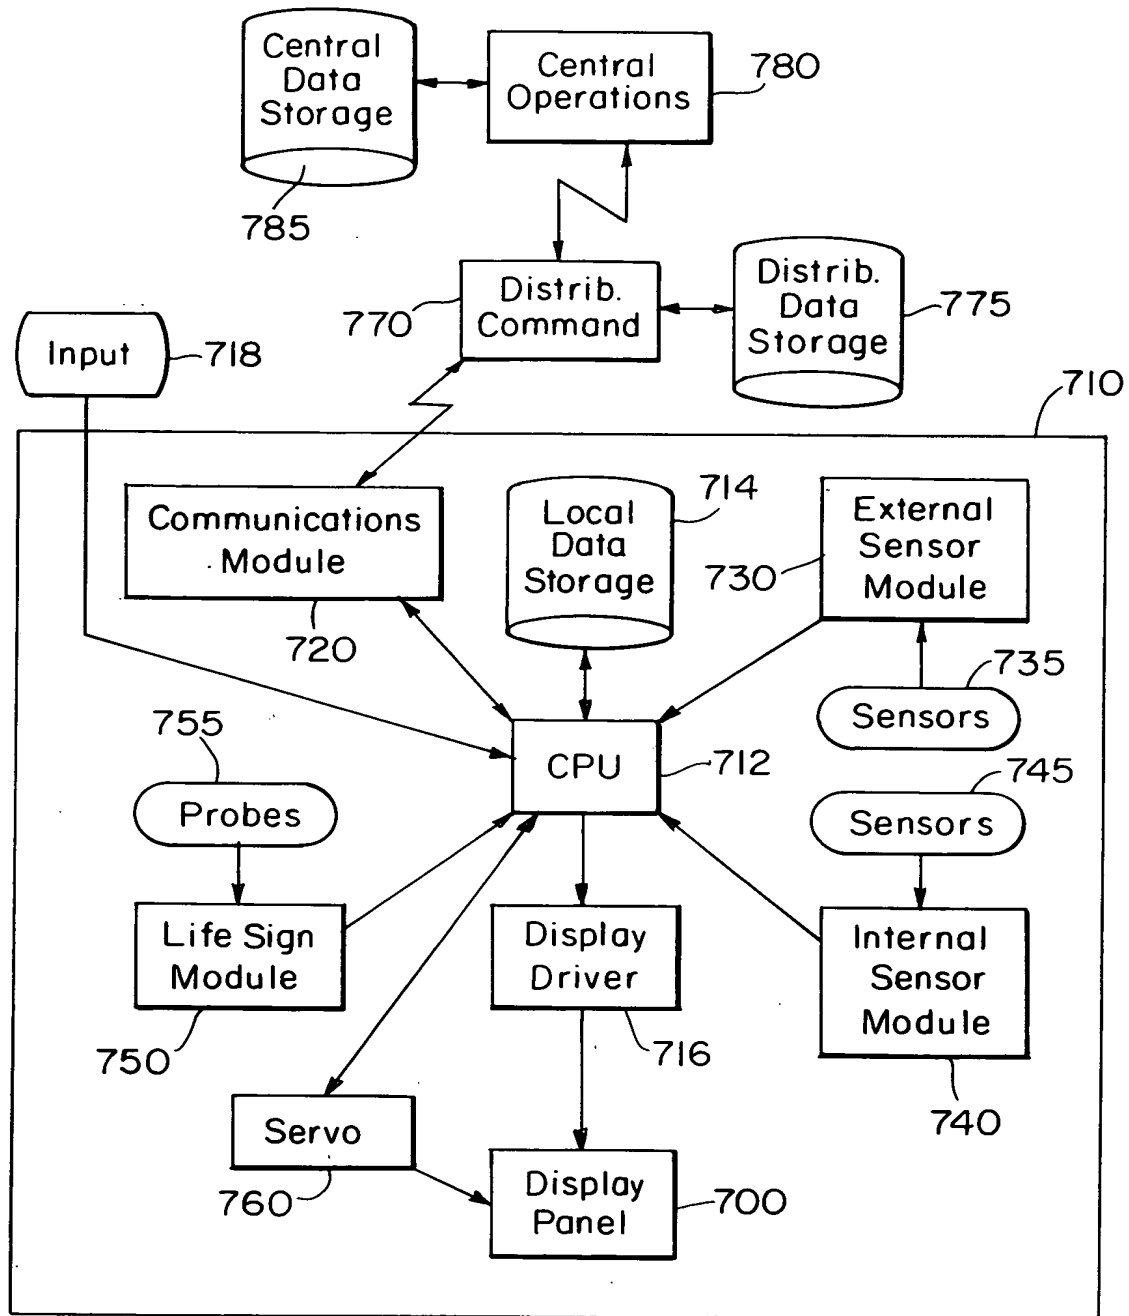 Central
Data
Storage
785
Central
Operations
780
Distrib.
Command
770
Distrib.
Data
Storage
775
Input
718
710
Communications
Module
720
Local
Data
Storage
714
External
Sensor
Module
730
Sensors
735
CPU
712
Probes
755
Sensors
745
Life Sign
Module
750
Display
Driver
716
Internal
Sensor
Module
740
Servo
760
Display
Panel
700